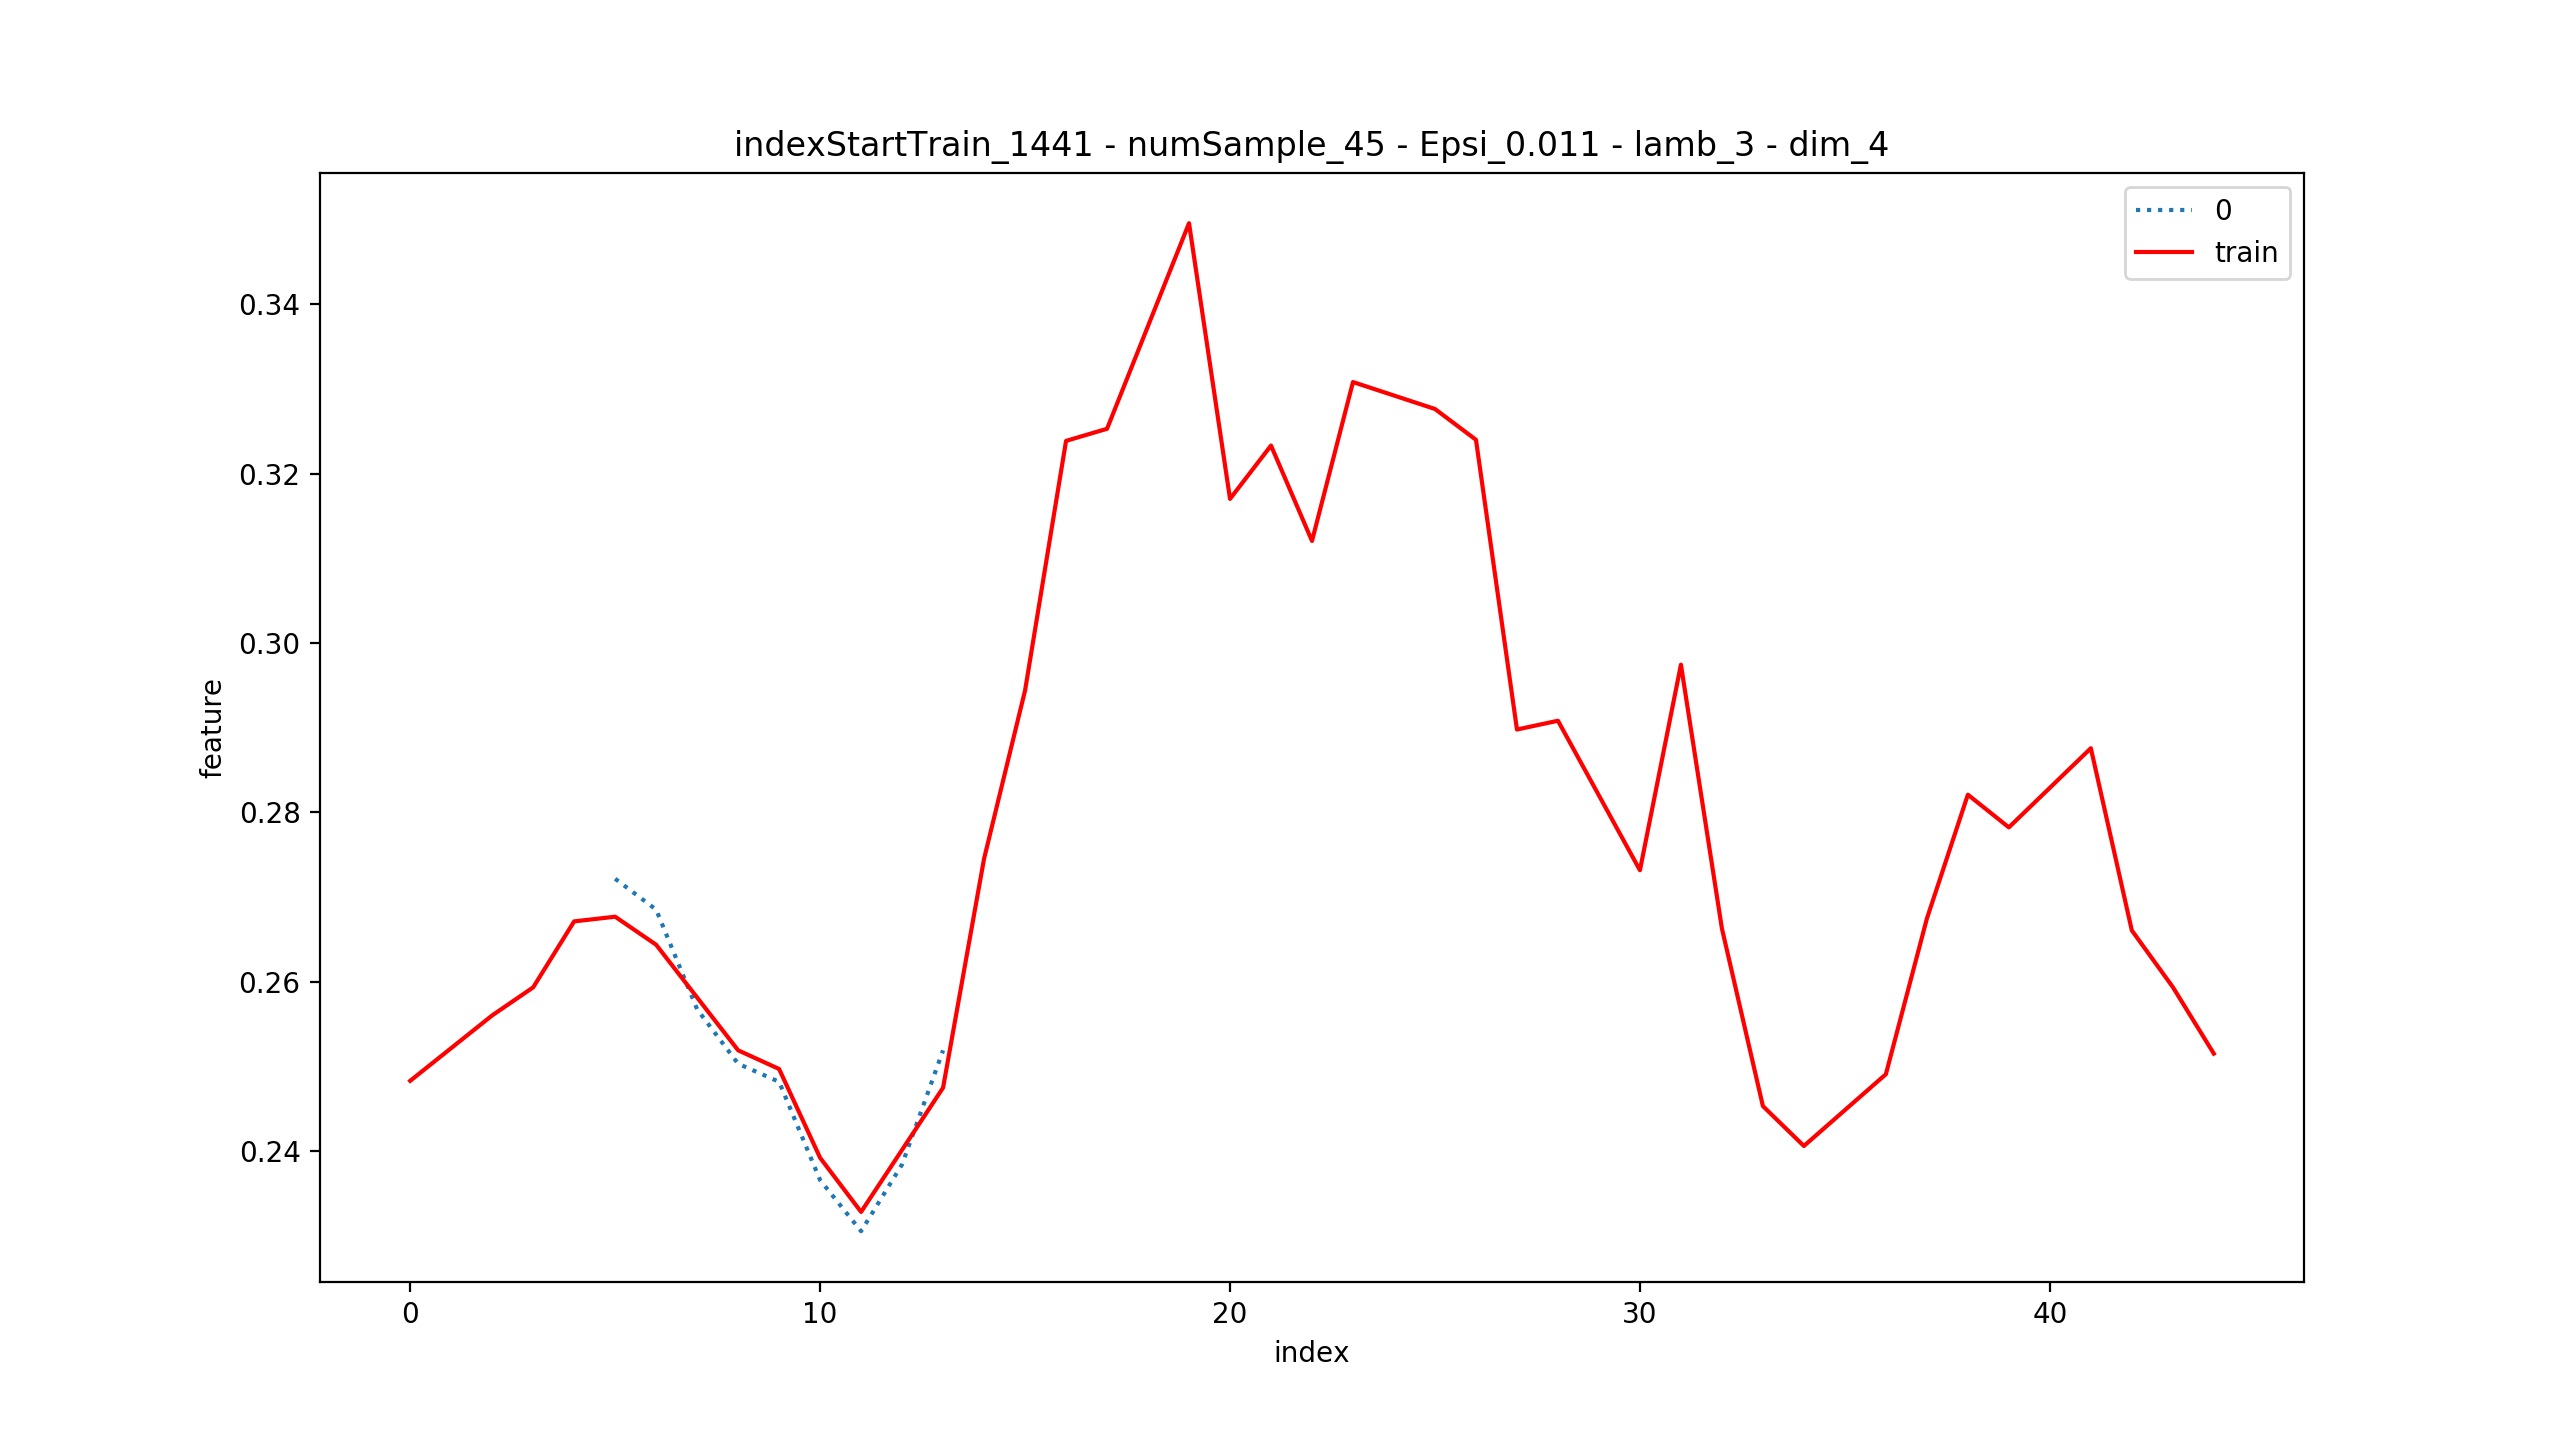 indexStartTrain_1441 - numSample_45 - Epsi_0.011 - lamb_3 - dim_4
0
train
0.34
0.32
0.30
0.28
0.26
0.24
feature
0 10 20 30 40
index